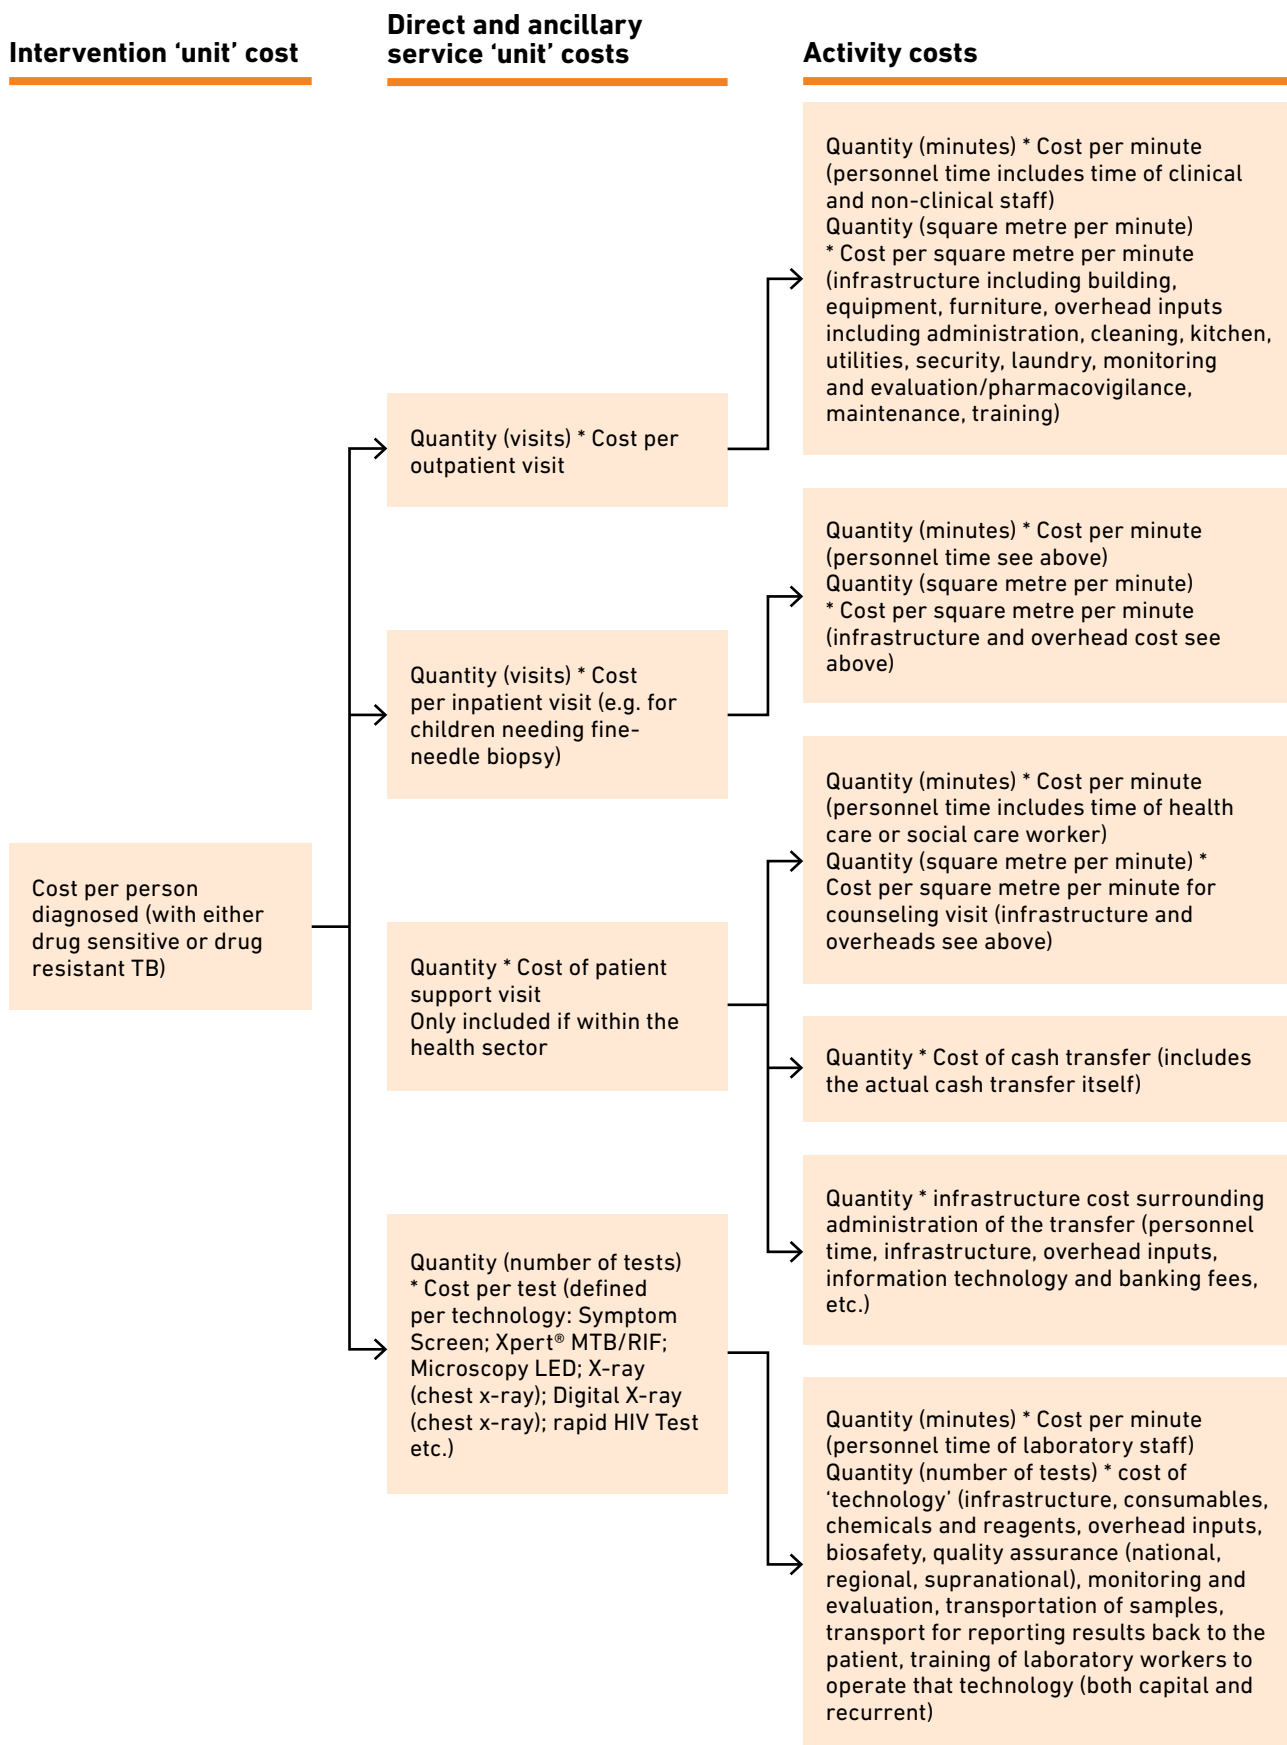 Intervention ‘unit’ cost
Direct and ancillary
service ‘unit’ costs
Activity costs
Cost per person
diagnosed (with either
drug sensitive or drug
resistant TB)
Quantity (visits) * Cost per
outpatient visit
Quantity (visits) * Cost
per inpatient visit (e.g. for
children needing fine-
needle biopsy)
Quantity * Cost of patient
support visit
Only included if within the
health sector
Quantity (number of tests)
* Cost per test (defined
per technology: Symptom
Screen; Xpert® MTB/RIF;
Microscopy LED; X-ray
(chest x-ray); Digital X-ray
(chest x-ray); rapid HIV Test
etc.)
Quantity (minutes) * Cost per minute
(personnel time includes time of clinical
and non-clinical staff)
Quantity (square metre per minute)
* Cost per square metre per minute
(infrastructure including building,
equipment, furniture, overhead inputs
including administration, cleaning, kitchen,
utilities, security, laundry, monitoring
and evaluation/pharmacovigilance,
maintenance, training)
Quantity (minutes) * Cost per minute
(personnel time see above)
Quantity (square metre per minute)
* Cost per square metre per minute
(infrastructure and overhead cost see
above)
Quantity (minutes) * Cost per minute
(personnel time includes time of health
care or social care worker)
Quantity (square metre per minute) *
Cost per square metre per minute for
counseling visit (infrastructure and
overheads see above)
Quantity * Cost of cash transfer (includes
the actual cash transfer itself)
Quantity * infrastructure cost surrounding
administration of the transfer (personnel
time, infrastructure, overhead inputs,
information technology and banking fees,
etc.)
Quantity (minutes) * Cost per minute
(personnel time of laboratory staff)
Quantity (number of tests) * cost of
‘technology’ (infrastructure, consumables,
chemicals and reagents, overhead inputs,
biosafety, quality assurance (national,
regional, supranational), monitoring and
evaluation, transportation of samples,
transport for reporting results back to the
patient, training of laboratory workers to
operate that technology (both capital and
recurrent)